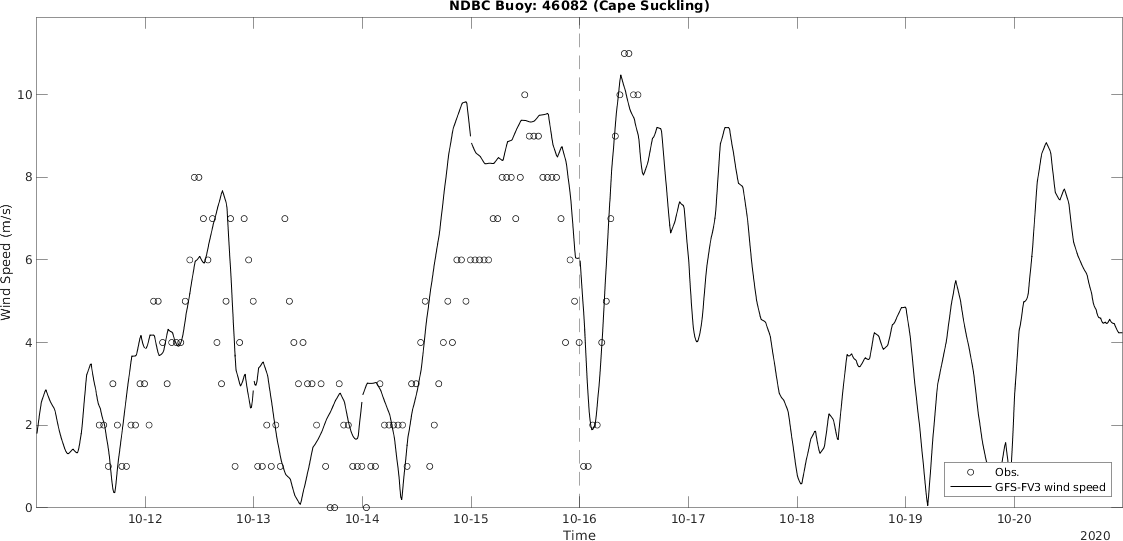 NDBC Buoy: 46082 (Cape Suckling)
10
8
6
4
2
0
Wind Speed (m/s)
10-12 10-13 10-14 10-15 10-16 10-17 10-18 10-19 10-20
Time
2020
Obs.
GFS-FV3 wind speed